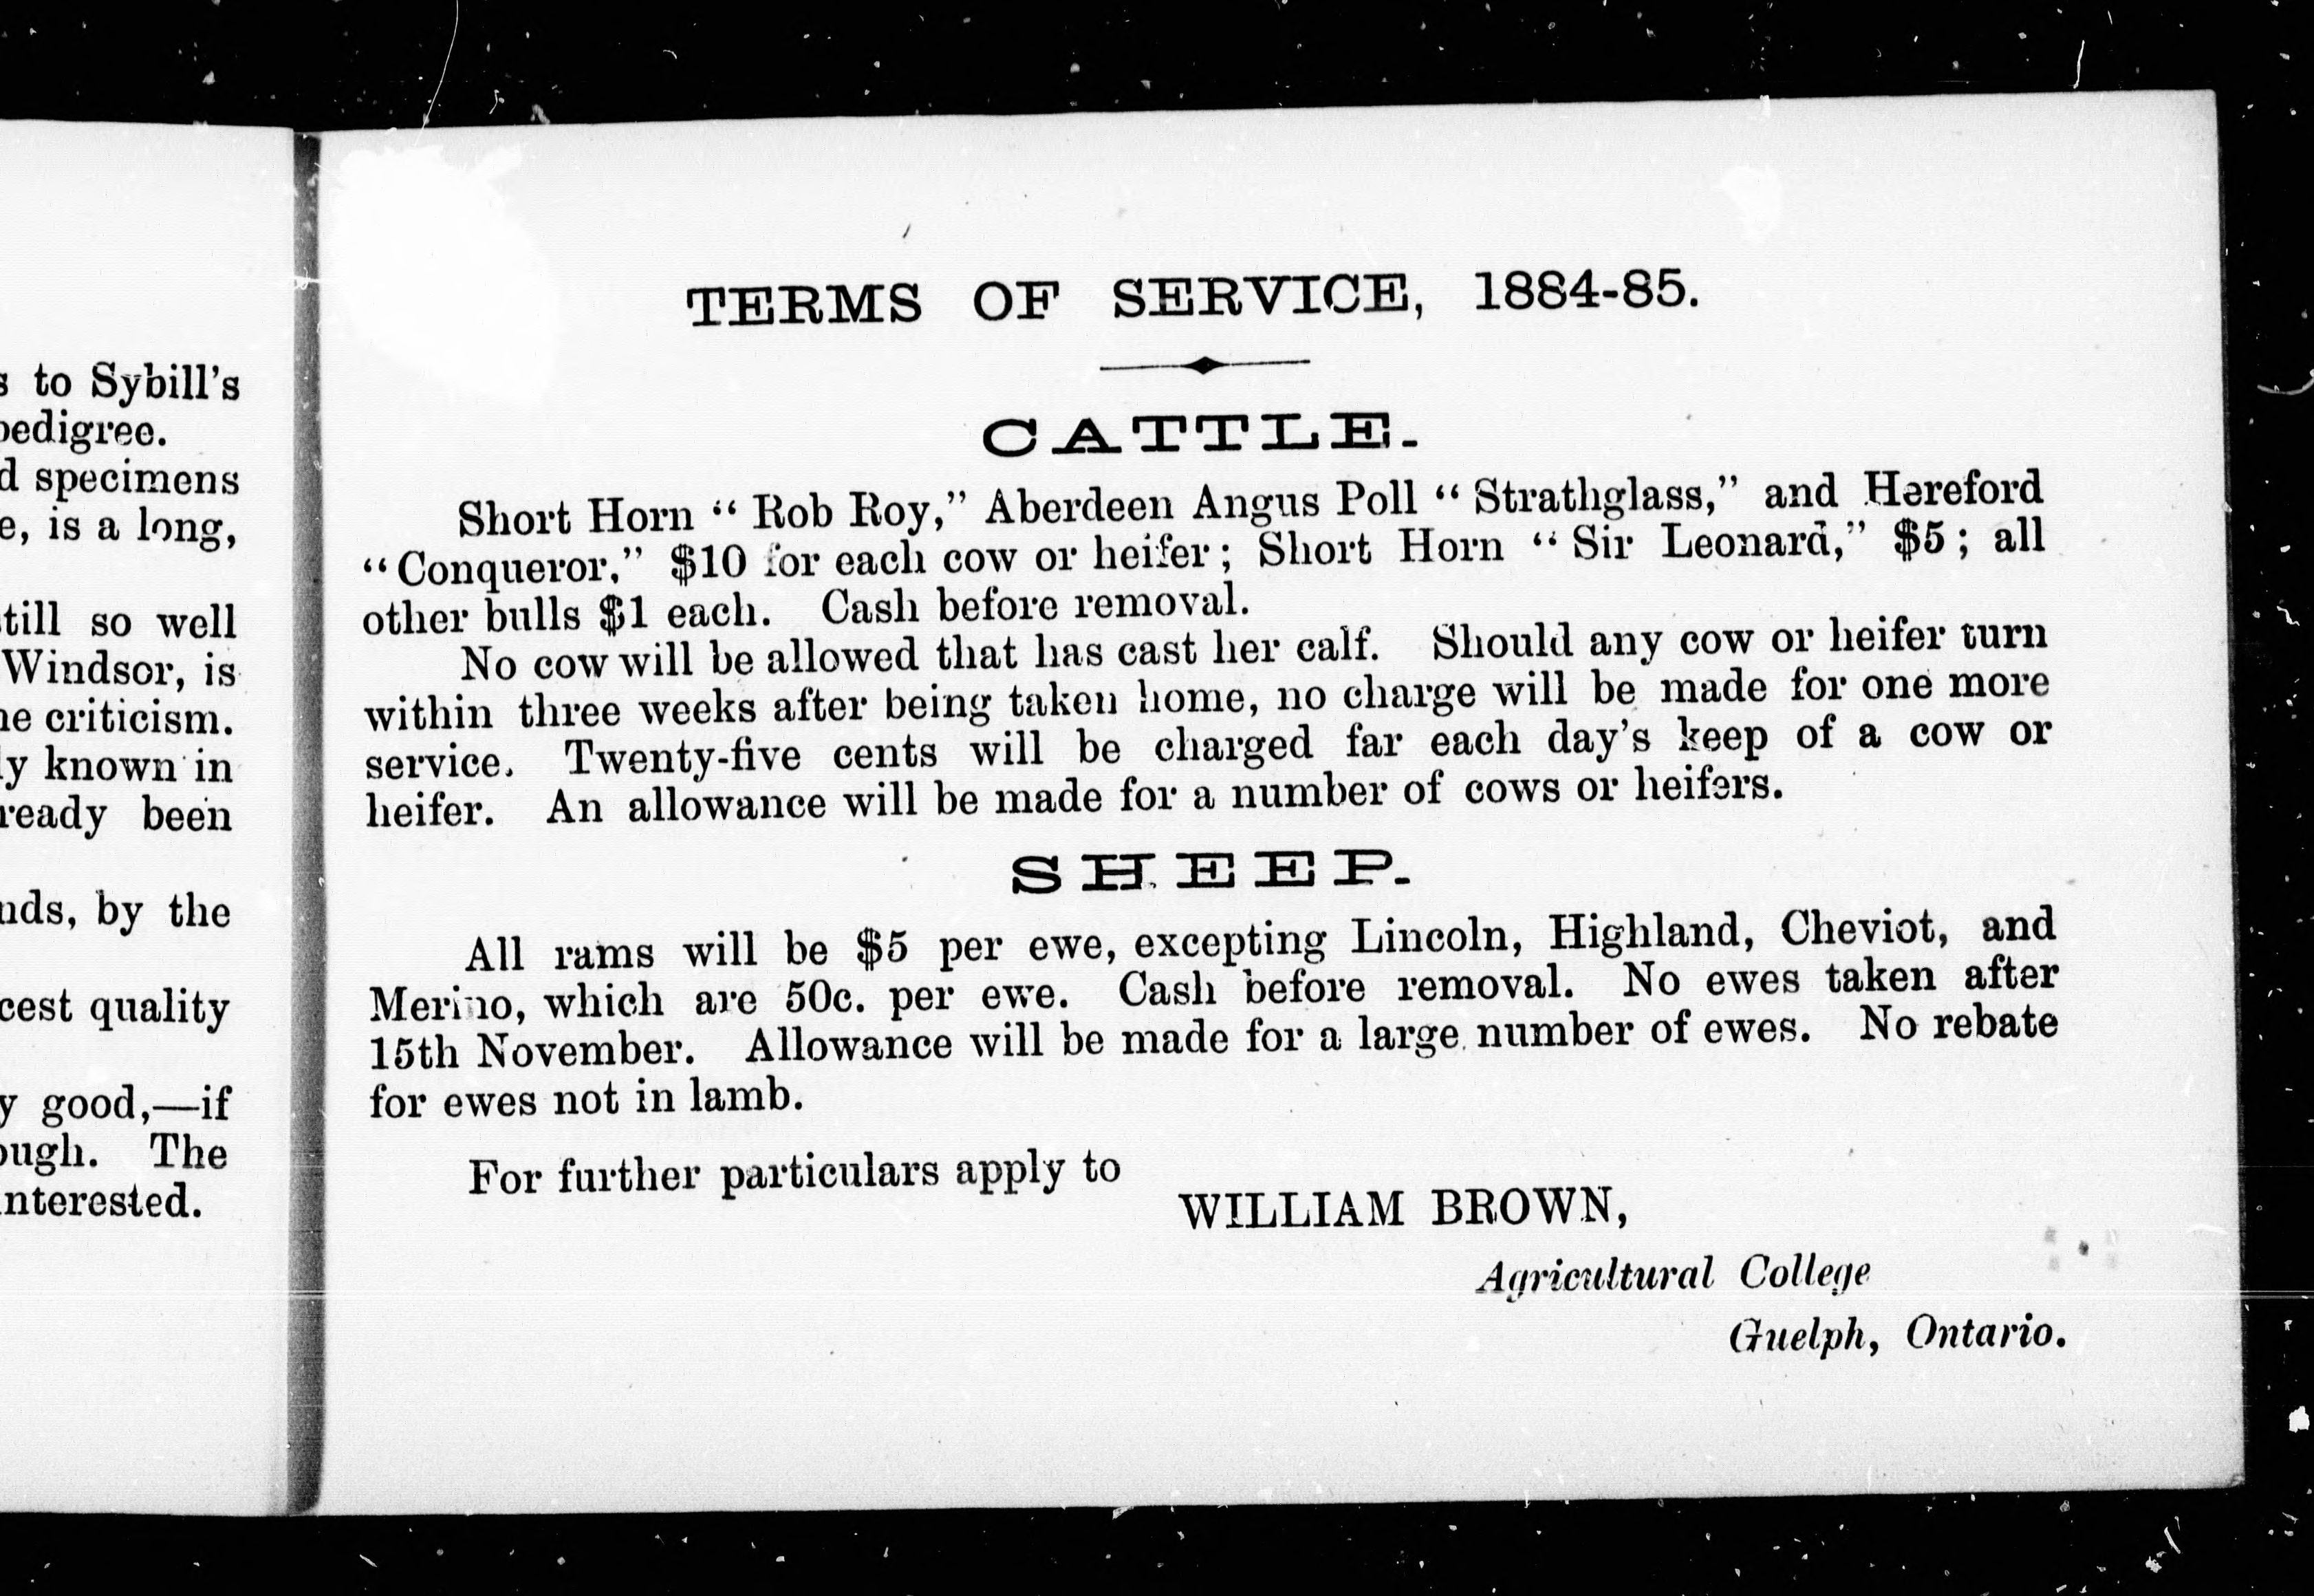 s to Sybill's
pedigree.
d specimens
e, is a long,
still so well
Windsor, is
ne criticism.
ly known in
ready been
nds, by the
cest quality
y good,—if
ough. The
interested.
TERMS OF SERVICE, 1884-85.
CATTLE.
Short Horn “ Rob Roy,” Aberdeen Angus Poll “ Strathglass,” and Hereford
“ Conqueror,” $10 for each cow or heifer ; Short Horn “ Sir Leonard,” $5 ; all
other bulls $1 each. Cash before removal.
No cow will be allowed that has cast her calf. Should any cow or heifer turn
within three weeks after being taken home, no charge will be made for one more
service. Twenty-five cents will be charged far each day's keep of a cow or
heifer. An allowance will be made for a number of cows or heifers.
SHEEP.
All rams will be $5 per ewe, excepting Lincoln, Highland, Cheviot, and
Merino, which are 50c. per ewe. Cash before removal. No ewes taken after
15th November. Allowance will be made for a large number of ewes. No rebate
for ewes not in lamb.
For further particulars apply to
WILLIAM BROWN,
Agricultural College
Guelph, Ontario.